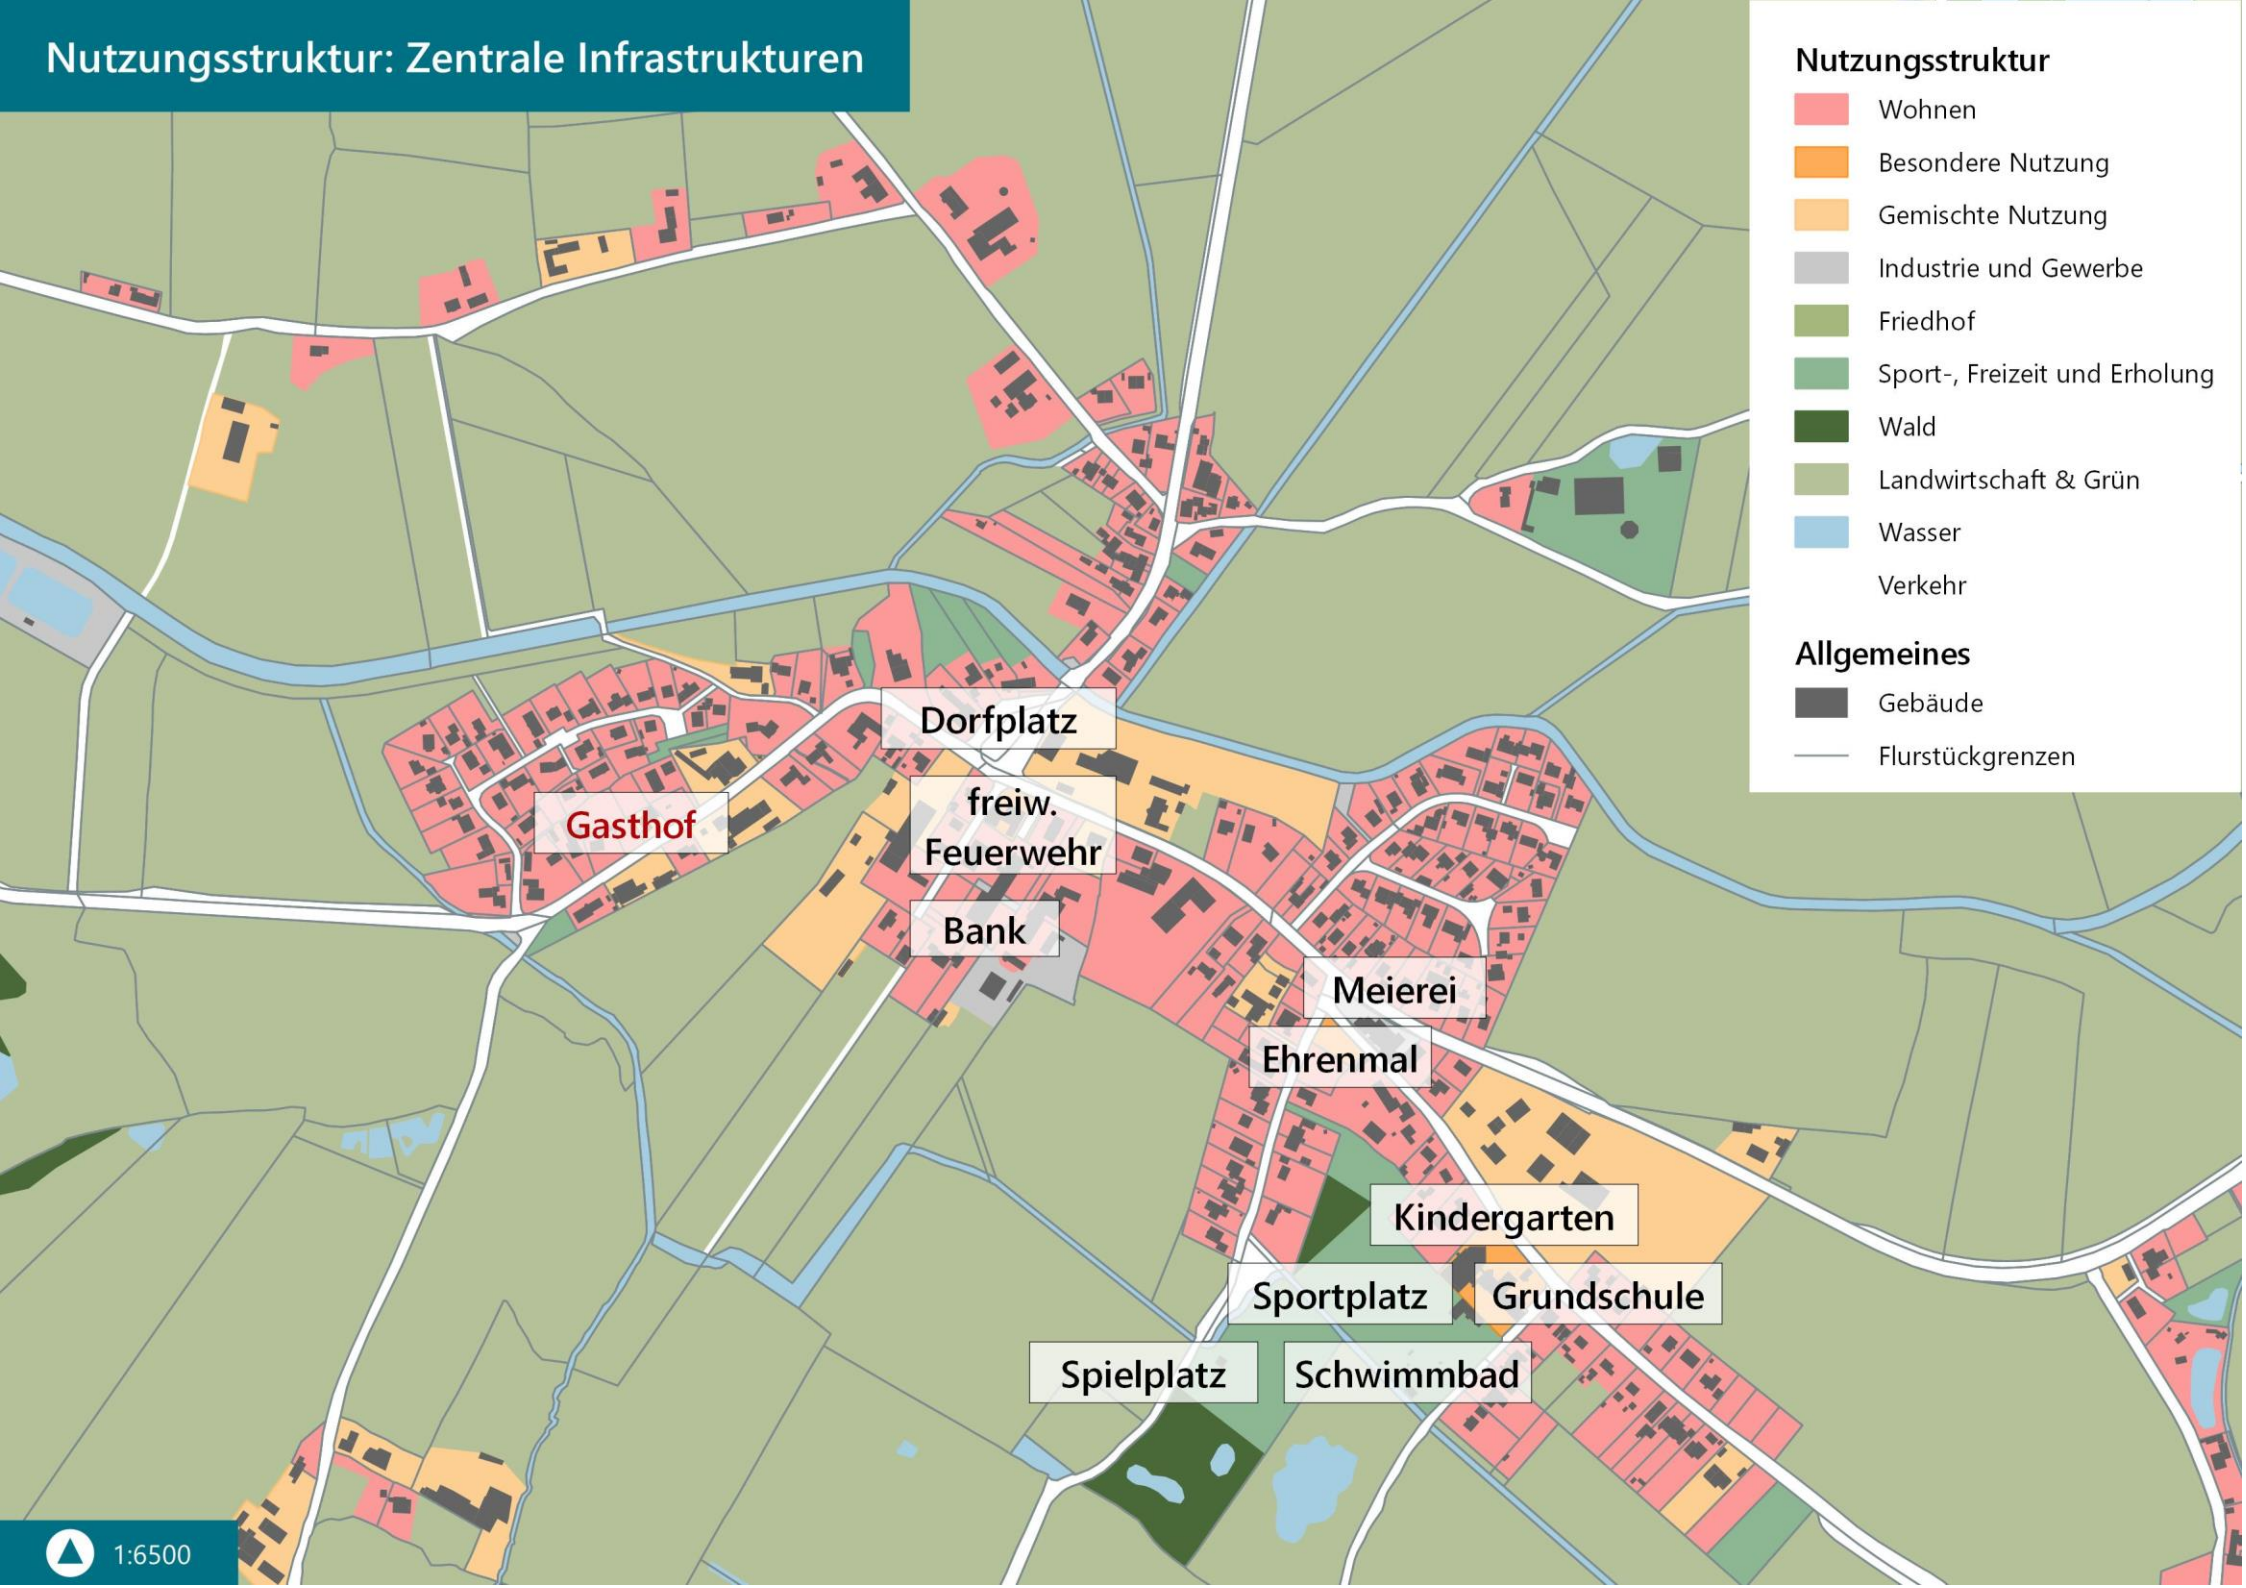 Nutzungsstruktur: Zentrale Infrastrukturen
Nutzungsstruktur
Wohnen
Besondere Nutzung
Gemischte Nutzung
Industrie und Gewerbe
Friedhof
Sport-, Freizeit und Erholung
Wald
Landwirtschaft & Grün
Wasser
Verkehr
Allgemeines
Gebäude
Flurstückgrenzen
Dorfplatz
freiw.
Feuerwehr
Gasthof
Bank
Meierei
Ehrenmal
Kindergarten
Sportplatz
Grundschule
Spielplatz
Schwimmbad
1:6500